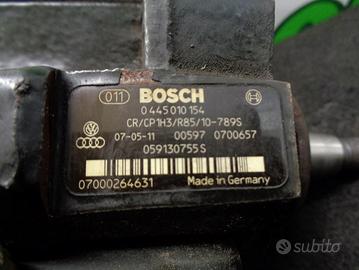 011 BOSCH
0 445 010 154
CR/CP1H3/R85/10-789S
07-05-11 00597 0700657
059130755S
07000264631 Made in Germany
subito